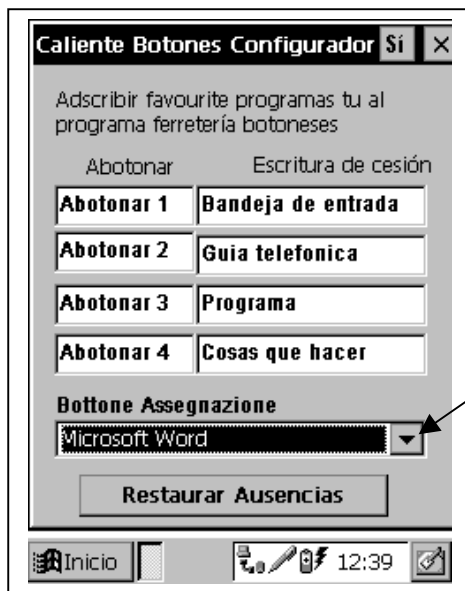 Caliente Botones Configurador Sí ×
Adscribir favourite programas tu al
programa ferretería botoneses
Abotonar Escritura de cesión
Abotonar 1 Bandeja de entrada
Abotonar 2 Guia telefonica
Abotonar 3 Programa
Abotonar 4 Cosas que hacer
Bottone Assegnazione
Microsoft Word
Restaurar Ausencias
Inicio 12:39